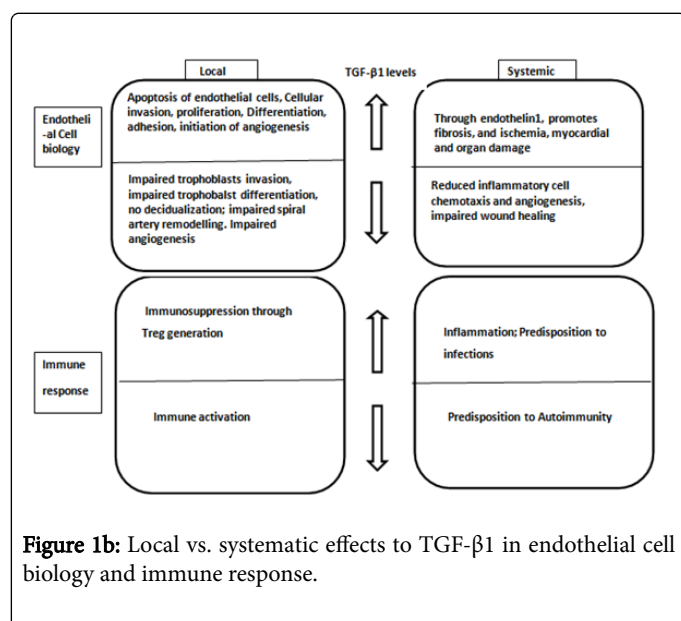 Local
TGF-β1 levels
Systemic
Endotheli
-al Cell
biology
Apoptosis of endothelial cells, Cellular
invasion, proliferation, Differentiation,
adhesion, initiation of angiogenesis
Through endothelin1, promotes
fibrosis, and ischemia, myocardial
and organ damage
Impaired trophoblasts invasion,
impaired trophobalst differentiation,
no decidualization; impaired spiral
artery remodelling. Impaired
angiogenesis
Reduced inflammatory cell
chemotaxis and angiogenesis,
impaired wound healing
Immune
response
Immunosuppression through
Treg generation
Inflammation; Predisposition to
infections
Immune activation
Predisposition to Autoimmunity
Figure 1b: Local vs. systematic effects to TGF-β1 in endothelial cell
biology and immune response.